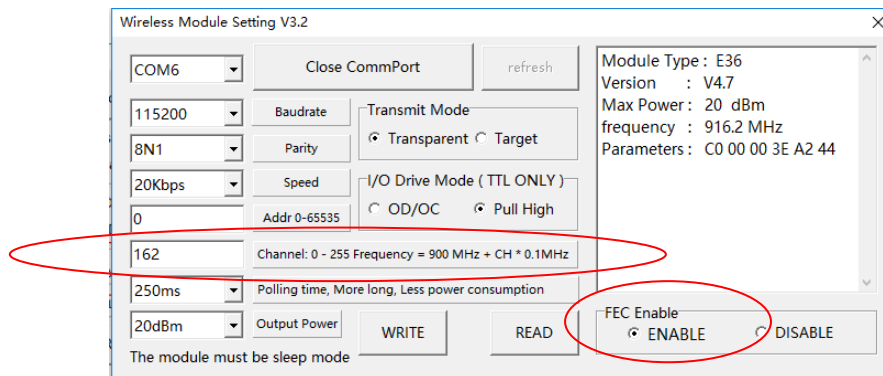 Wireless Module Setting V3.2
COM6
Close CommPort
refresh
115200
Baudrate
8N1
Parity
20Kbps
Speed
0
Addr 0-65535
162
Channel: 0 - 255 Frequency = 900 MHz + CH * 0.1MHz
250ms
Polling time, More long, Less power consumption
20dBm
Output Power
WRITE
READ
The module must be sleep mode
Transmit Mode
Transparent
Target
I/O Drive Mode ( TTL ONLY )
OD/OC
Pull High
Module Type : E36
Version : V4.7
Max Power : 20 dBm
frequency : 916.2 MHz
Parameters : C0 00 00 3E A2 44
FEC Enable
ENABLE
DISABLE